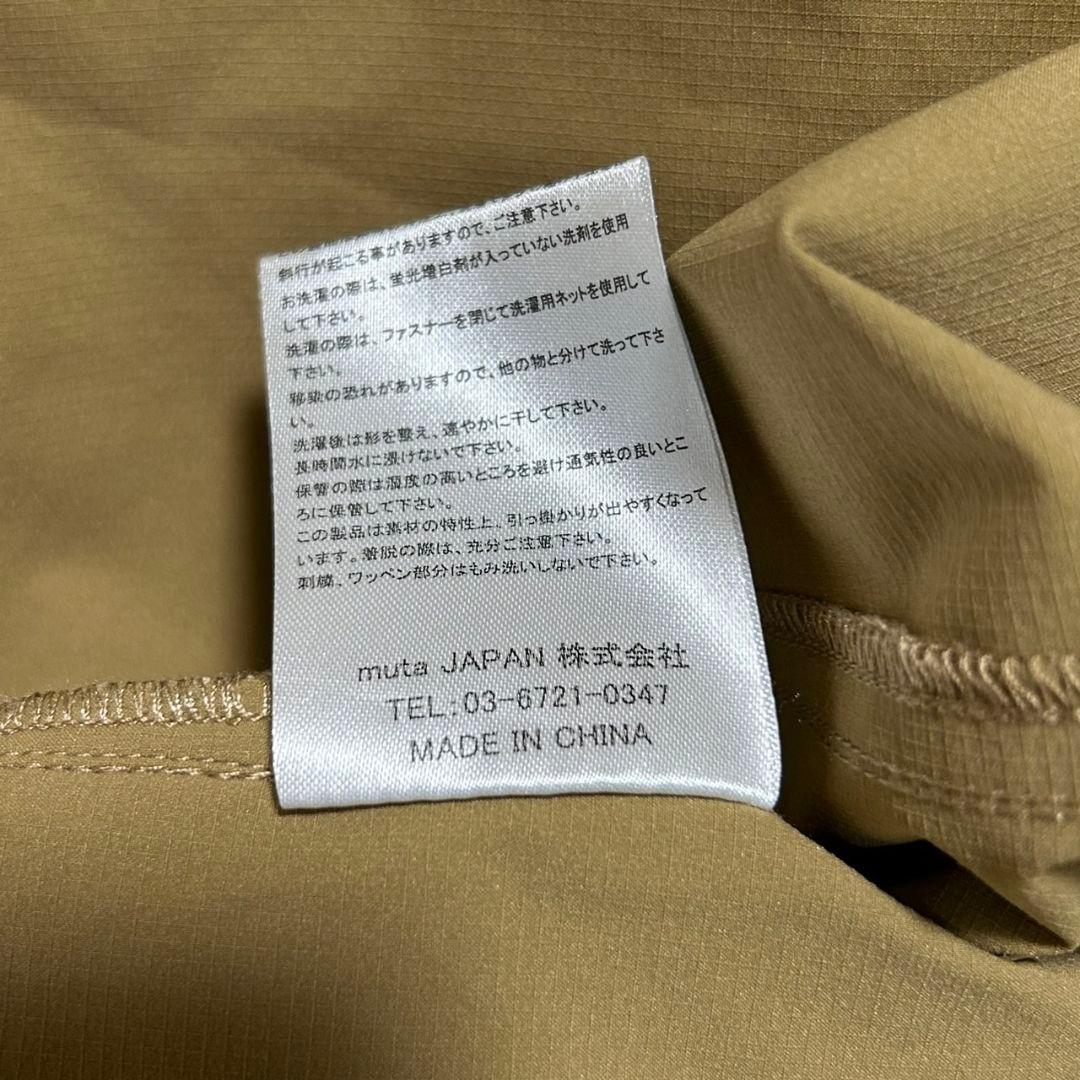 斜行が起こる事がありますので、ご注意下さい。
お洗濯の際は、蛍光増白剤が入っていない洗剤を使用
して下さい。
洗濯の際は、ファスナーを閉じて洗濯用ネットを使用して
下さい。
移染の恐れがありますので、他の物と分けて洗って下さ
い。
洗濯後は形を整え、速やかに干して下さい。
長時間水に漬けないで下さい。
保管の際は湿度の高いところを避け通気性の良いとこ
ろに保管して下さい。
この製品は素材の特性上、引っ掛かりが出やすくなって
います。着脱の際は、充分ご注意下さい。
刺繍、ワッペン部分はもみ洗いしないで下さい。
muta JAPAN 株式会社
TEL:03-6721-0347
MADE IN CHINA